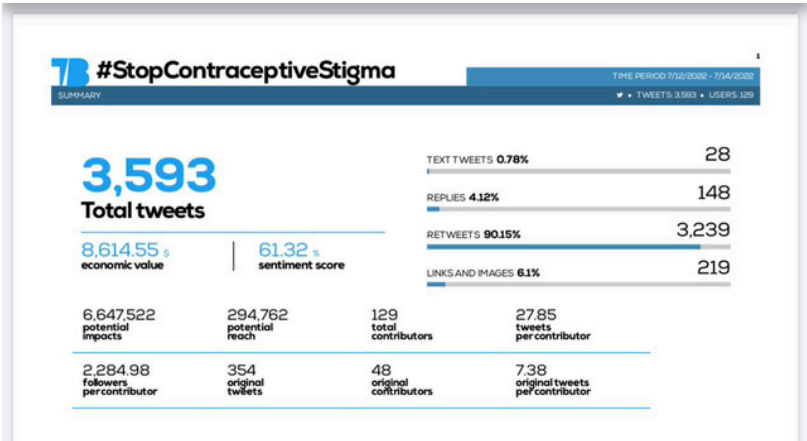 1
TB #StopContraceptiveStigma
TIME PERIOD 7/12/2022 - 7/14/2022
SUMMARY
• TWEETS: 3,593 • USERS: 129
3,593
Total tweets
8,614.55 $
economic value
61.32 %
sentiment score
TEXT TWEETS 0.78%
28
REPLIES 4.12%
148
RETWEETS 90.15%
3,239
LINKS AND IMAGES 6.1%
219
6,647,522
potential
impacts
294,762
potential
reach
129
total
contributors
27.85
tweets
per contributor
2,284.98
followers
per contributor
354
original
tweets
48
original
contributors
7.38
original tweets
per contributor